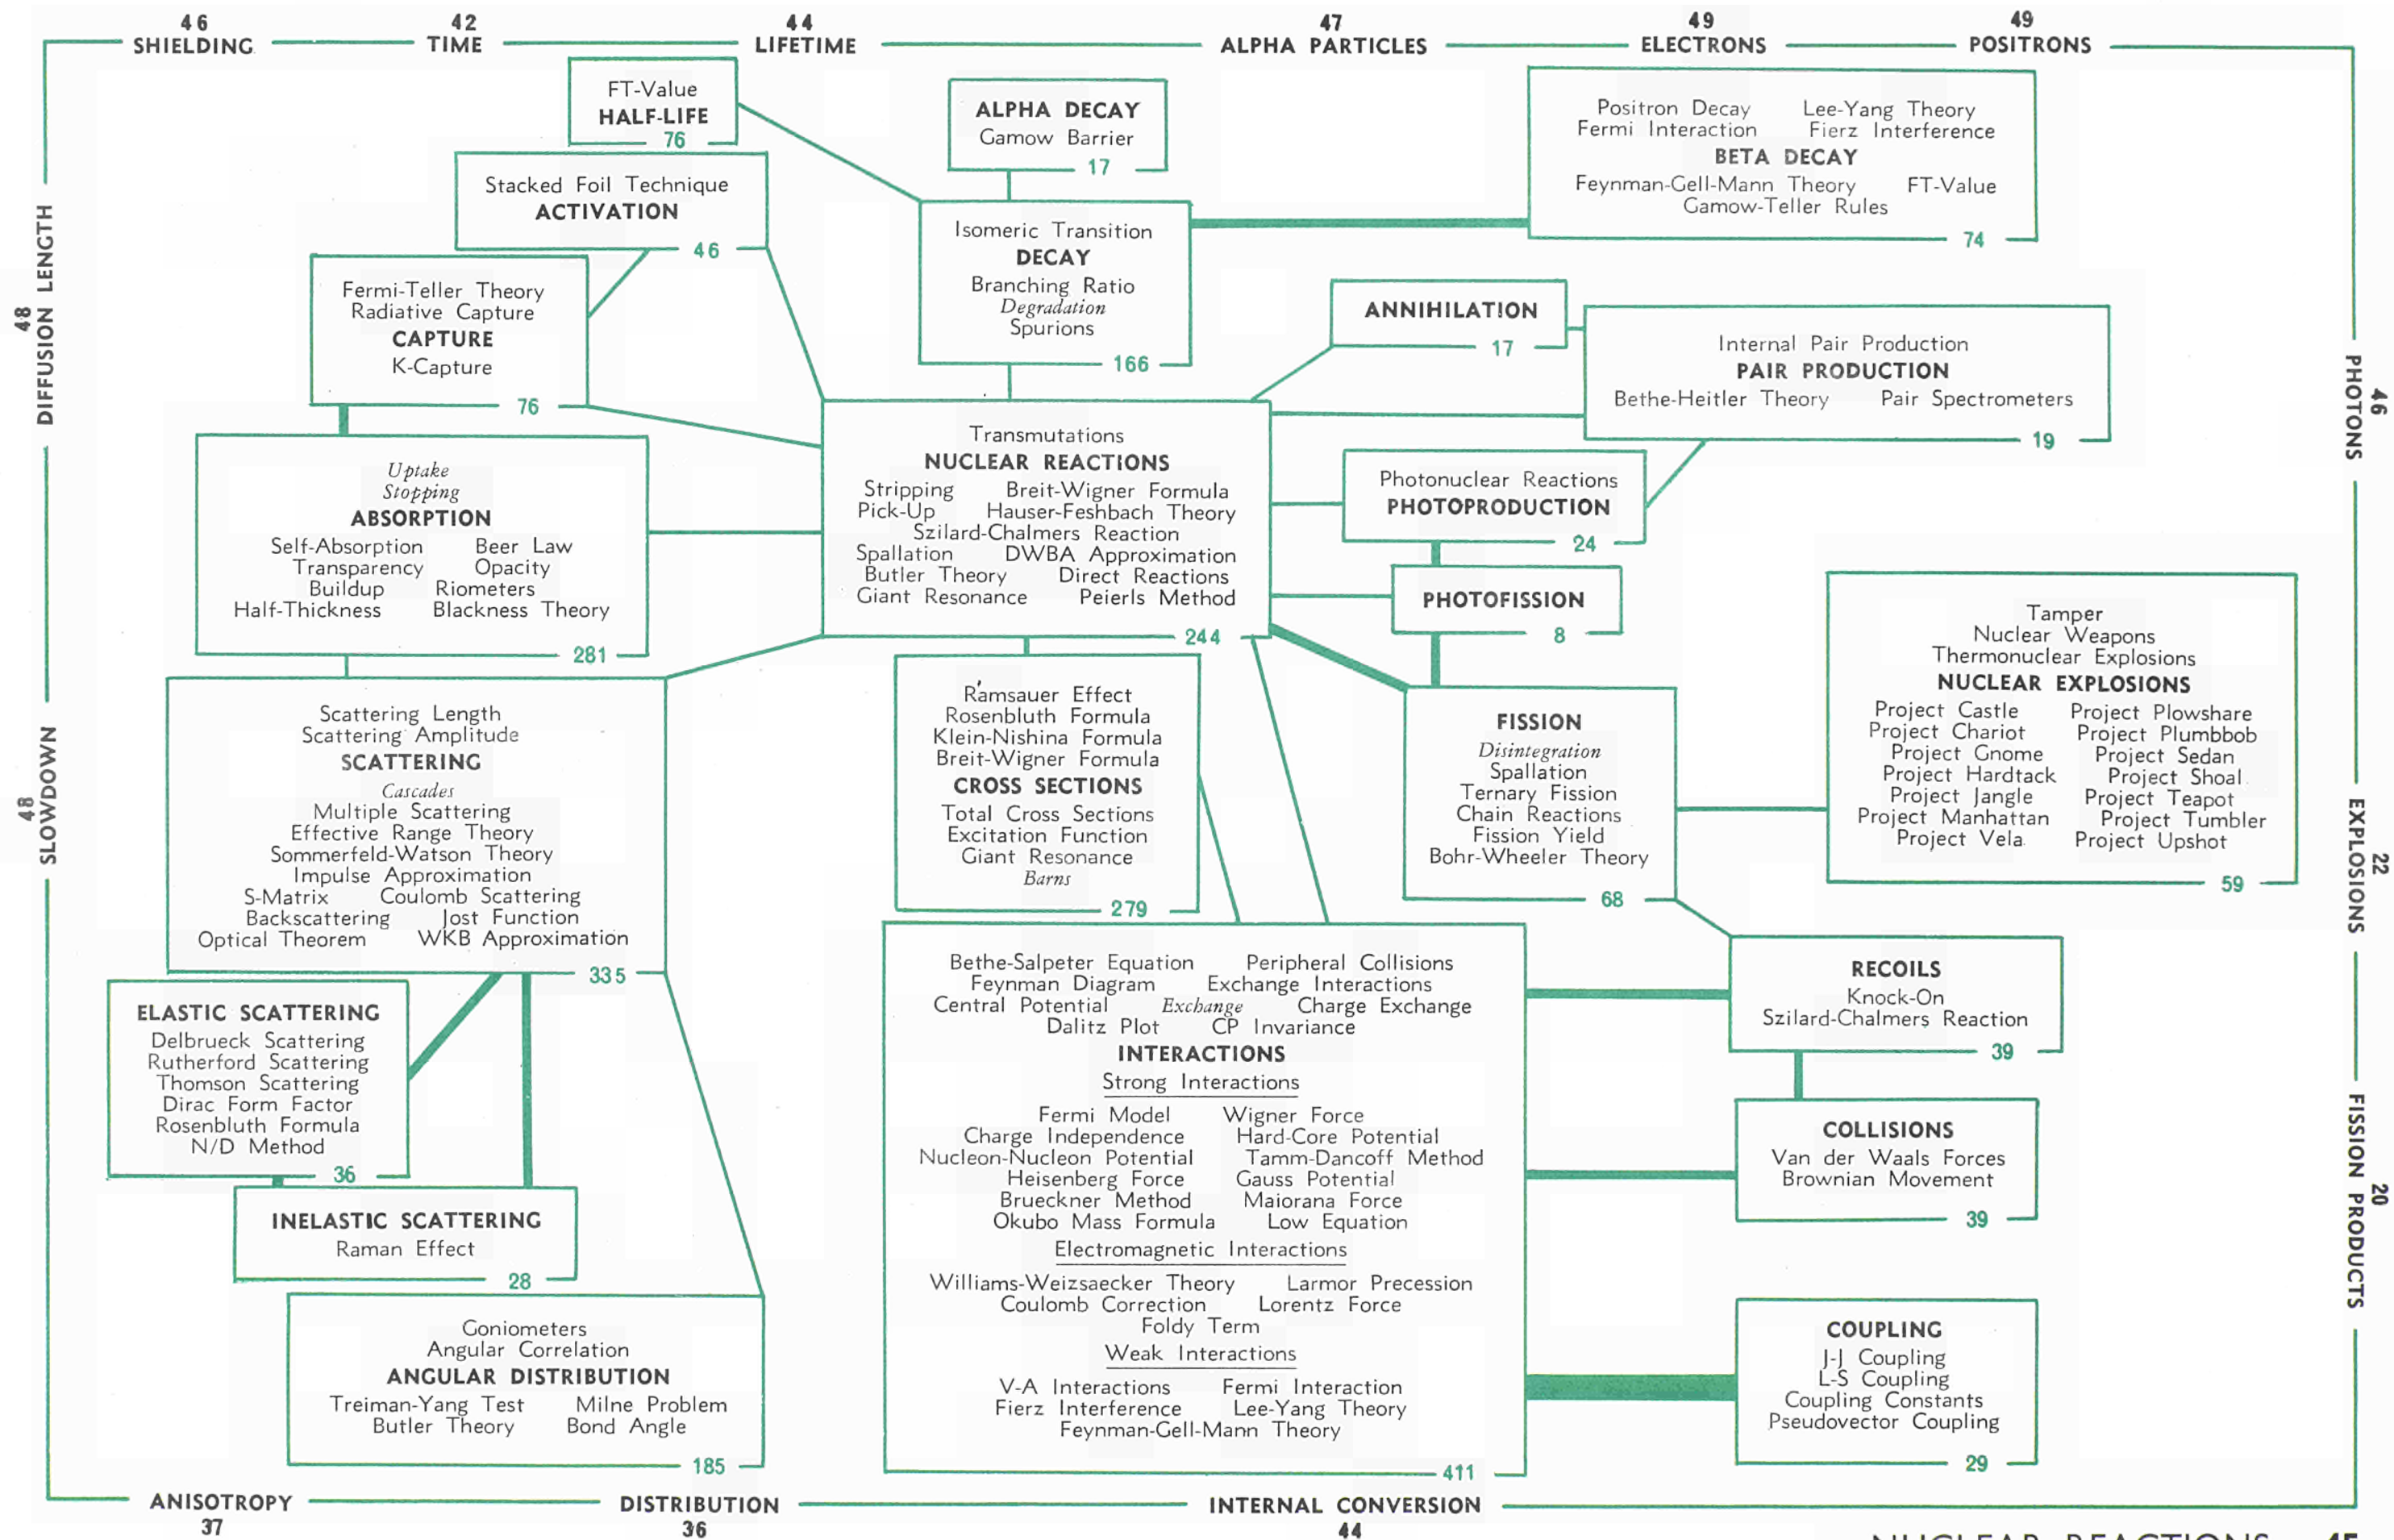 46
SHIELDING
42
TIME
44
LIFETIME
47
ALPHA PARTICLES
49
ELECTRONS
49
POSITRONS
48
DIFFUSION LENGTH
48
SLOWDOWN
FT-Value
HALF-LIFE
76
ALPHA DECAY
Gamow Barrier
17
Positron Decay Lee-Yang Theory
Fermi Interaction Fierz Interference
BETA DECAY
Feynman-Gell-Mann Theory FT-Value
Gamow-Teller Rules
74
Stacked Foil Technique
ACTIVATION
46
Isomeric Transition
DECAY
Branching Ratio
Degradation
Spurions
166
Fermi-Teller Theory
Radiative Capture
CAPTURE
K-Capture
76
ANNIHILATION
17
Internal Pair Production
PAIR PRODUCTION
Bethe-Heitler Theory Pair Spectrometers
19
Uptake
Stopping
ABSORPTION
Self-Absorption Beer Law
Transparency Opacity
Buildup Riometers
Half-Thickness Blackness Theory
281
Transmutations
NUCLEAR REACTIONS
Stripping Breit-Wigner Formula
Pick-Up Hauser-Feshbach Theory
Szilard-Chalmers Reaction
Spallation DWBA Approximation
Butler Theory Direct Reactions
Giant Resonance Peierls Method
244
Photonuclear Reactions
PHOTOPRODUCTION
24
PHOTOFISSION
8
Tamper
Nuclear Weapons
Thermonuclear Explosions
NUCLEAR EXPLOSIONS
Project Castle Project Plowshare
Project Chariot Project Plumbbob
Project Gnome Project Sedan
Project Hardtack Project Shoal
Project Jangle Project Teapot
Project Manhattan Project Tumbler
Project Vela Project Upshot
59
Scattering Length
Scattering Amplitude
SCATTERING
Cascades
Multiple Scattering
Effective Range Theory
Sommerfeld-Watson Theory
Impulse Approximation
S-Matrix Coulomb Scattering
Backscattering Jost Function
Optical Theorem WKB Approximation
335
Ramsauer Effect
Rosenbluth Formula
Klein-Nishina Formula
Breit-Wigner Formula
CROSS SECTIONS
Total Cross Sections
Excitation Function
Giant Resonance
Barns
279
FISSION
Disintegration
Spallation
Ternary Fission
Chain Reactions
Fission Yield
Bohr-Wheeler Theory
68
ELASTIC SCATTERING
Delbrueck Scattering
Rutherford Scattering
Thomson Scattering
Dirac Form Factor
Rosenbluth Formula
N/D Method
36
INELASTIC SCATTERING
Raman Effect
28
Goniometers
Angular Correlation
ANGULAR DISTRIBUTION
Treiman-Yang Test Milne Problem
Butler Theory Bond Angle
185
Bethe-Salpeter Equation Peripheral Collisions
Feynman Diagram Exchange Interactions
Central Potential Exchange Charge Exchange
Dalitz Plot CP Invariance
INTERACTIONS
Strong Interactions
Fermi Model Wigner Force
Charge Independence Hard-Core Potential
Nucleon-Nucleon Potential Tamm-Dancoff Method
Heisenberg Force Gauss Potential
Brueckner Method Maiorana Force
Okubo Mass Formula Low Equation
Electromagnetic Interactions
Williams-Weizsaecker Theory Larmor Precession
Coulomb Correction Lorentz Force
Foldy Term
Weak Interactions
V-A Interactions Fermi Interaction
Fierz Interference Lee-Yang Theory
Feynman-Gell-Mann Theory
411
RECOILS
Knock-On
Szilard-Chalmers Reaction
39
COLLISIONS
Van der Waals Forces
Brownian Movement
39
COUPLING
J-J Coupling
L-S Coupling
Coupling Constants
Pseudovector Coupling
29
46
PHOTONS
22
EXPLOSIONS
20
FISSION PRODUCTS
ANISOTROPY
37
DISTRIBUTION
36
INTERNAL CONVERSION
44
NUCLEAR REACTIONS 45